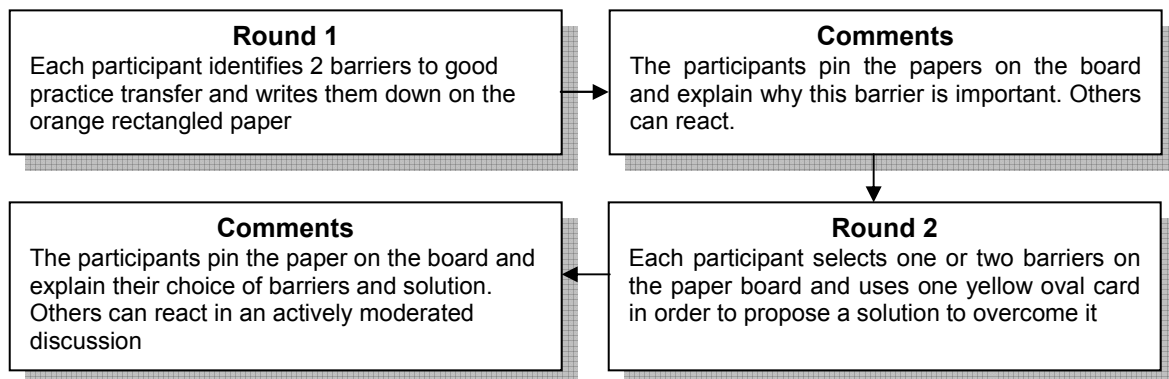 Round 1
Each participant identifies 2 barriers to good
practice transfer and writes them down on the
orange rectangled paper
Comments
The participants pin the papers on the board
and explain why this barrier is important. Others
can react.
Round 2
Each participant selects one or two barriers on
the paper board and uses one yellow oval card
in order to propose a solution to overcome it
Comments
The participants pin the paper on the board and
explain their choice of barriers and solution.
Others can react in an actively moderated
discussion